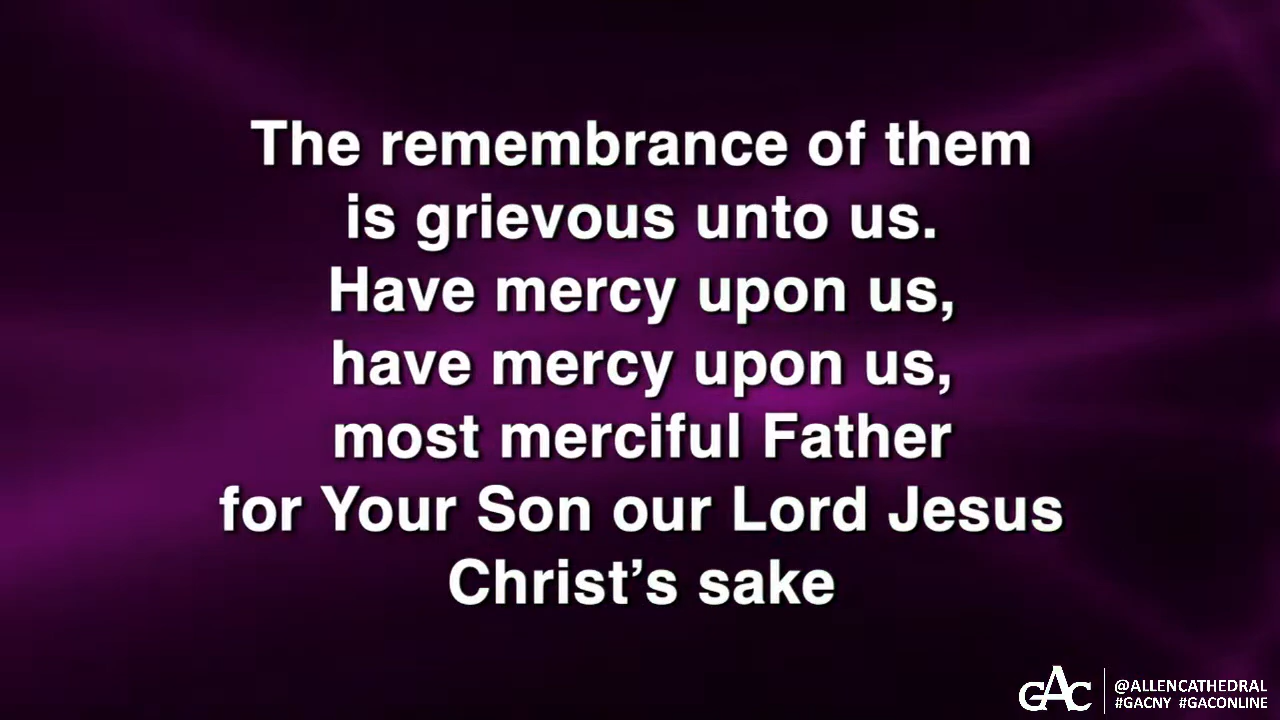 The remembrance of them
is grievous unto us.
Have mercy upon us,
have mercy upon us,
most merciful Father
for Your Son our Lord Jesus
Christ’s sake
GAC
@ALLENCATHEDRAL
#GACNY #GACONLINE